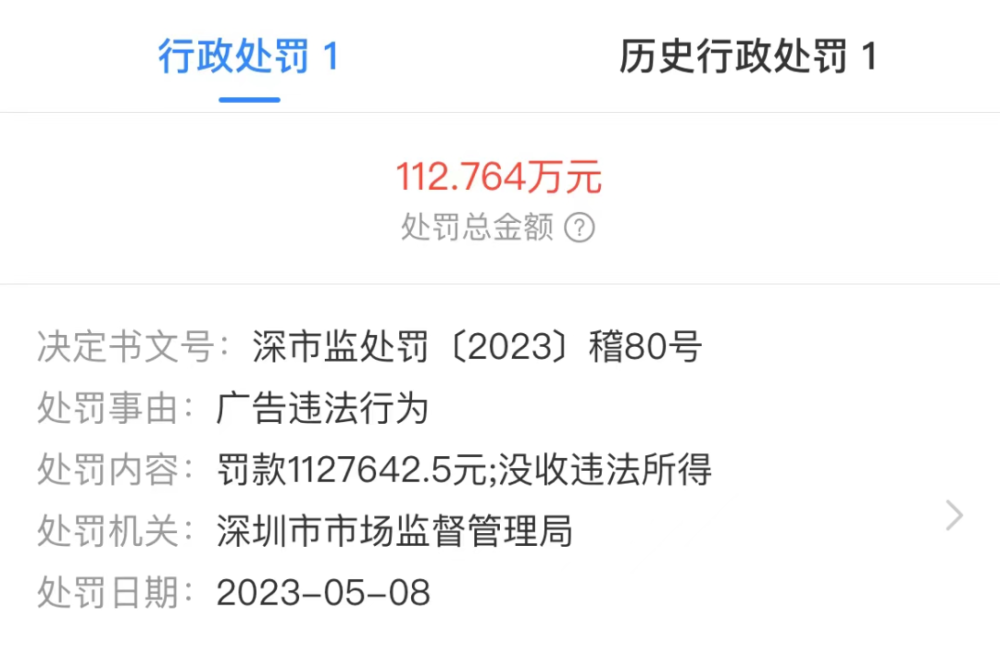 行政处罚 1
历史行政处罚 1
112.764万元
处罚总金额 ?
决定书文号：深市监处罚〔2023〕稽80号
处罚事由：广告违法行为
处罚内容：罚款1127642.5元;没收违法所得
处罚机关：深圳市市场监督管理局
处罚日期：2023-05-08